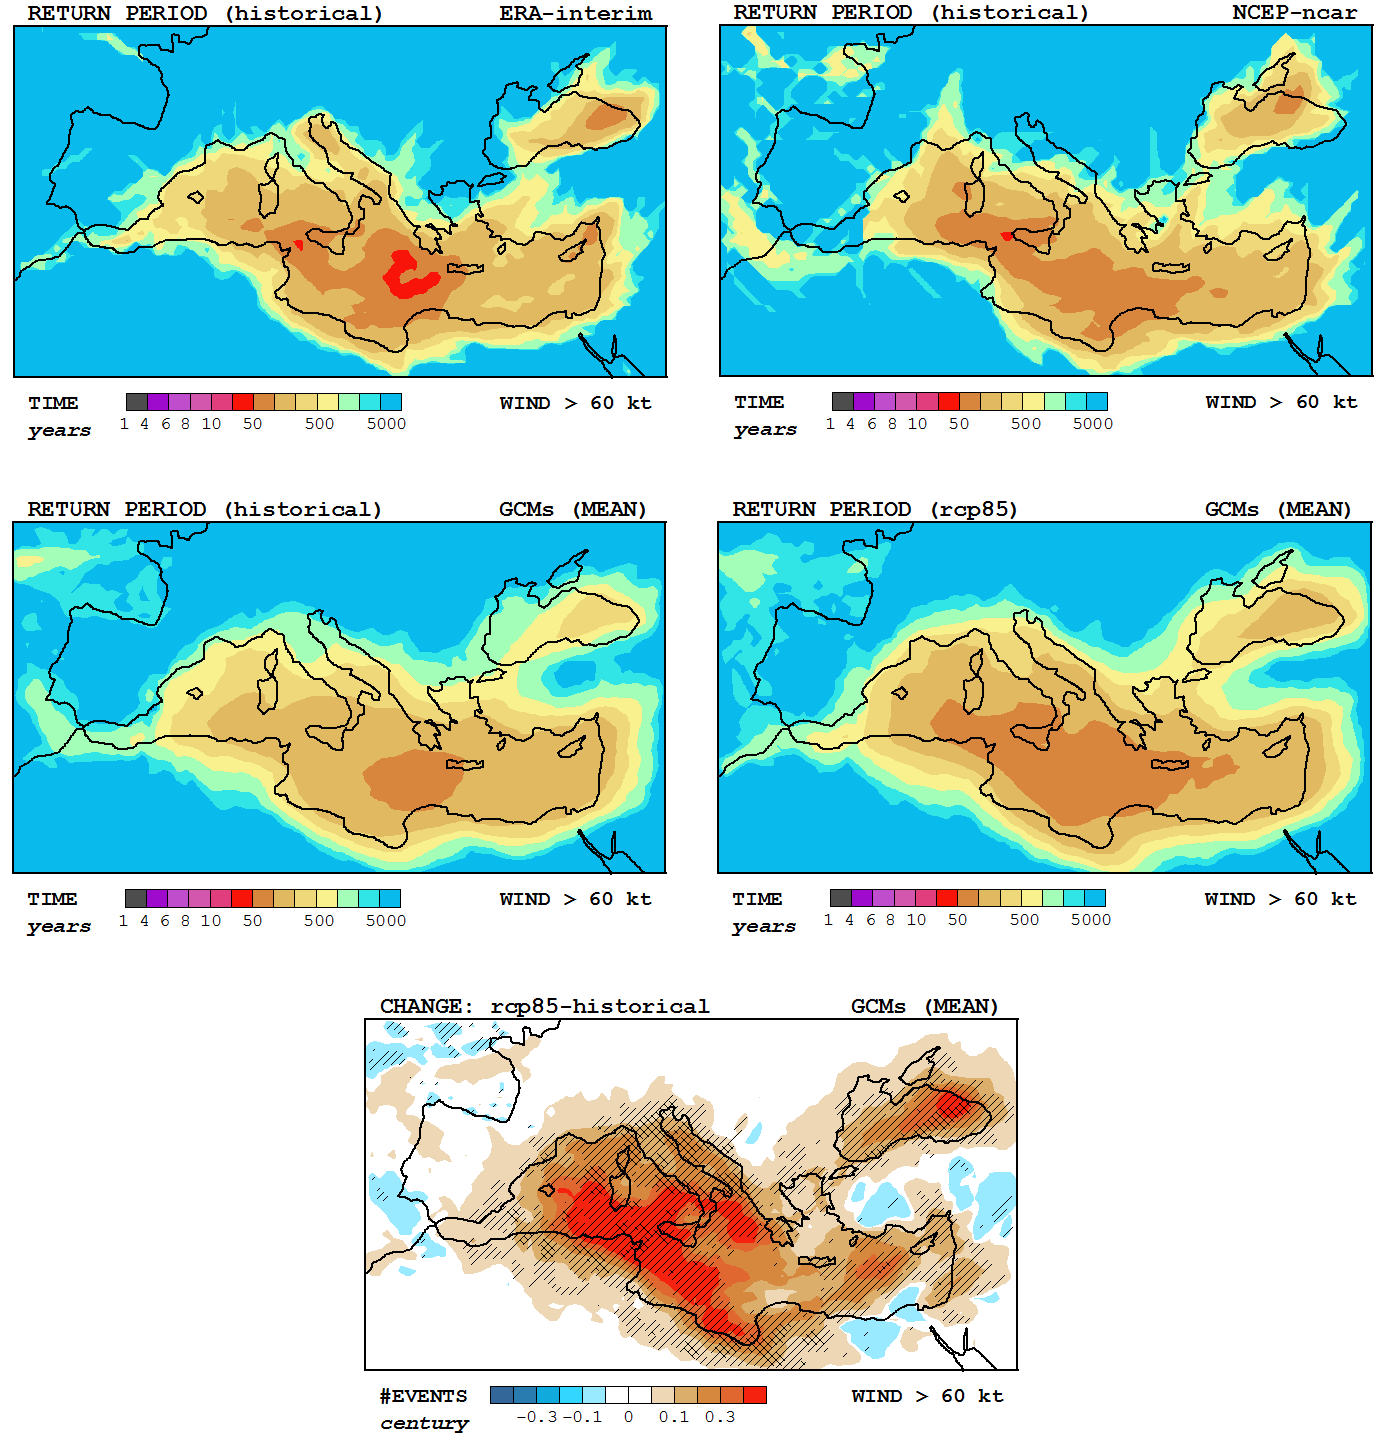 RETURN PERIOD (historical) ERA-interim
TIME 1 4 6 8 10 50 500 5000 WIND > 60 kt
years
RETURN PERIOD (historical) NCEP-ncar
TIME 1 4 6 8 10 50 500 5000 WIND > 60 kt
years
RETURN PERIOD (historical) GCMs (MEAN)
TIME 1 4 6 8 10 50 500 5000 WIND > 60 kt
years
RETURN PERIOD (rcp85) GCMs (MEAN)
TIME 1 4 6 8 10 50 500 5000 WIND > 60 kt
years
CHANGE: rcp85-historical GCMs (MEAN)
#EVENTS -0.3 -0.1 0 0.1 0.3 WIND > 60 kt
century